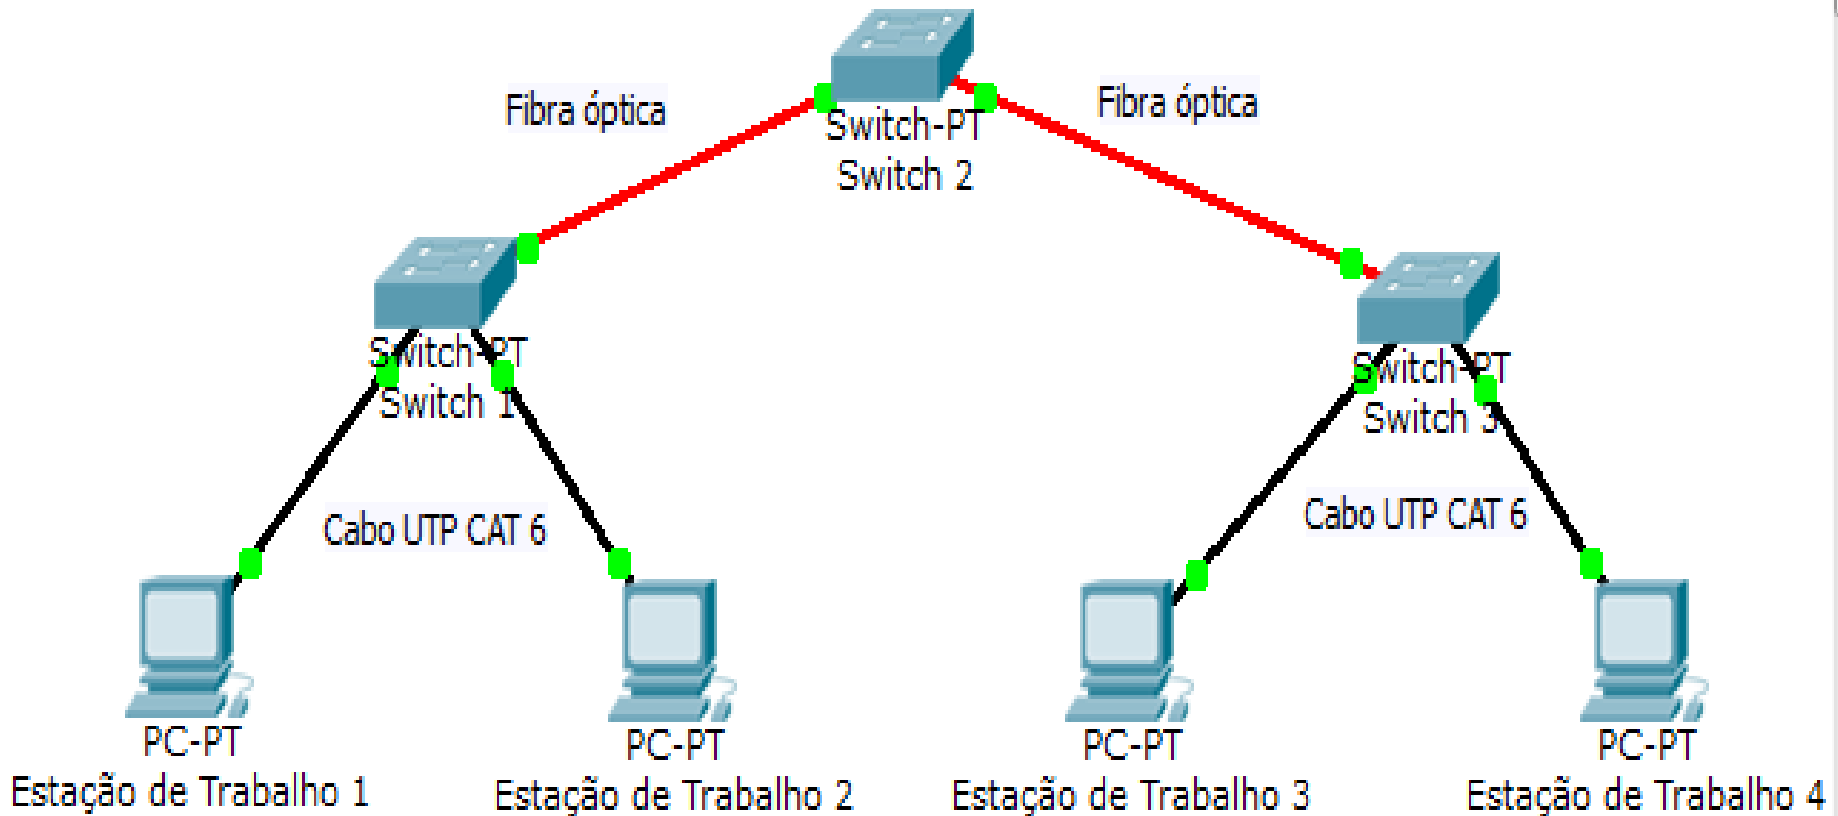 Fibra óptica
Fibra óptica
Switch-PT
Switch 2
Switch-PT
Switch 1
Switch-PT
Switch 3
Cabo UTP CAT 6
Cabo UTP CAT 6
PC-PT
Estação de Trabalho 1
PC-PT
Estação de Trabalho 2
PC-PT
Estação de Trabalho 3
PC-PT
Estação de Trabalho 4